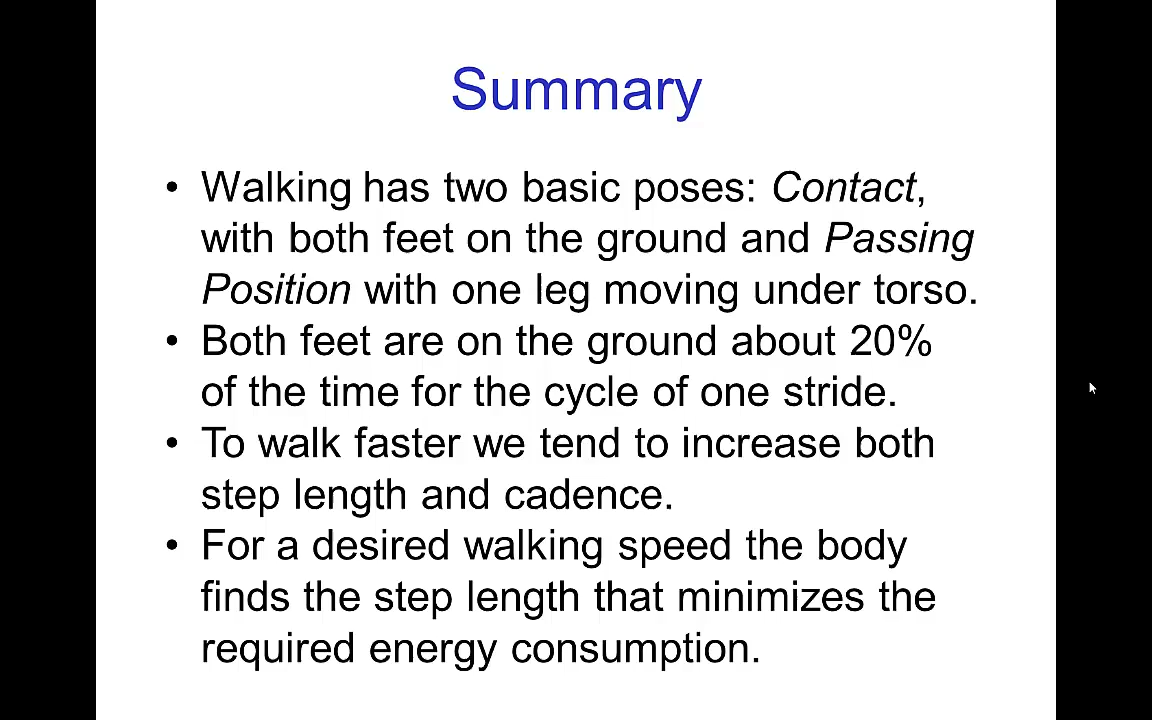 Summary
• Walking has two basic poses: Contact,
with both feet on the ground and Passing
Position with one leg moving under torso.
• Both feet are on the ground about 20%
of the time for the cycle of one stride.
• To walk faster we tend to increase both
step length and cadence.
• For a desired walking speed the body
finds the step length that minimizes the
required energy consumption.